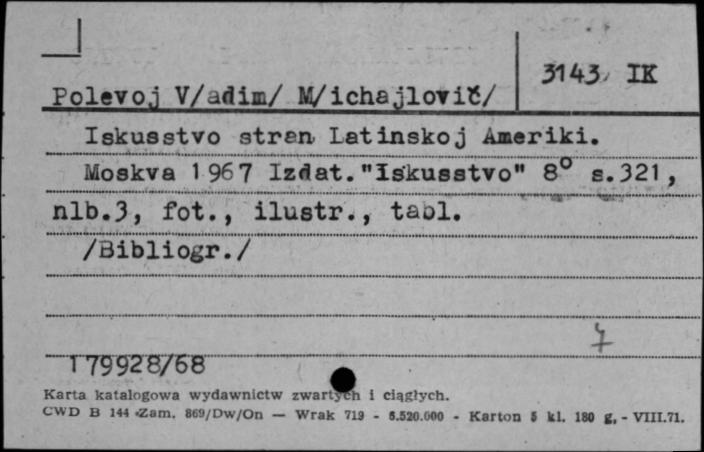 3143 IK
Polevoj V/adim/ M/ichajlovič/
Iskusstvo stran Latinskoj Ameriki.
Moskva 1967 Izdat. "Iskusstvo" 8° s.321,
nlb.3, fot., ilustr., tabl.
/Bibliogr./
7
179928/68
Karta katalogowa wydawnictw zwartych i ciągłych.
CWD B 144 Zam. 869/Dw/On — Wrak 719 - 6.520.000 - Karton 5 kl. 180 g. - VIII.71.